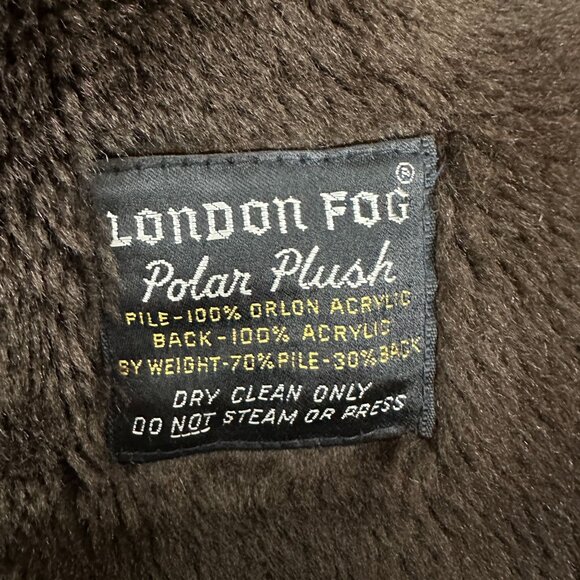 LONDON FOG ®
Polar Plush
PILE-100% ORLON ACRYLIC
BACK-100% ACRYLIC
BY WEIGHT-70% PILE-30% BACK
DRY CLEAN ONLY
DO NOT STEAM OR PRESS